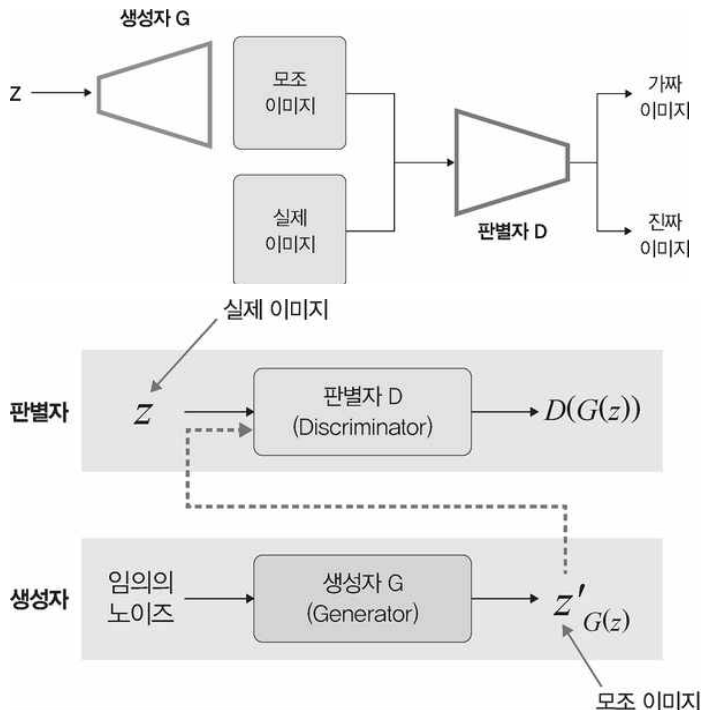 생성자 G
z
모조
이미지
실제
이미지
판별자 D
가짜
이미지
진짜
이미지
실제 이미지
판별자
z
판별자 D
(Discriminator)
D(G(z))
생성자
임의의
노이즈
생성자 G
(Generator)
z′ G(z)
모조 이미지